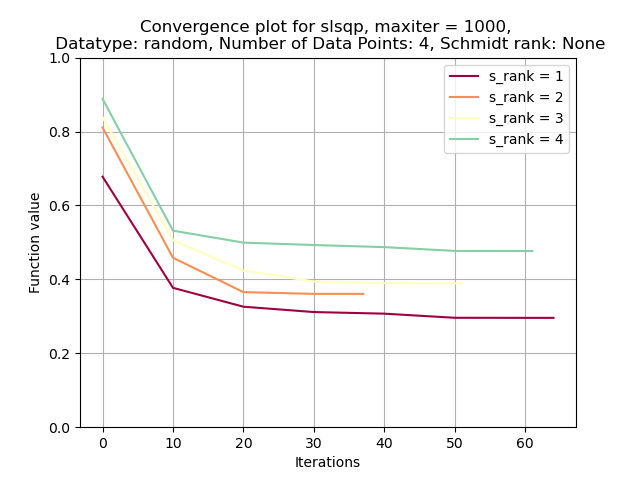 Convergence plot for slsqp, maxiter = 1000,
Datatype: random, Number of Data Points: 4, Schmidt rank: None
1.0
0.8
0.6
0.4
0.2
0.0
Function value
s_rank = 1
s_rank = 2
s_rank = 3
s_rank = 4
0 10 20 30 40 50 60
Iterations